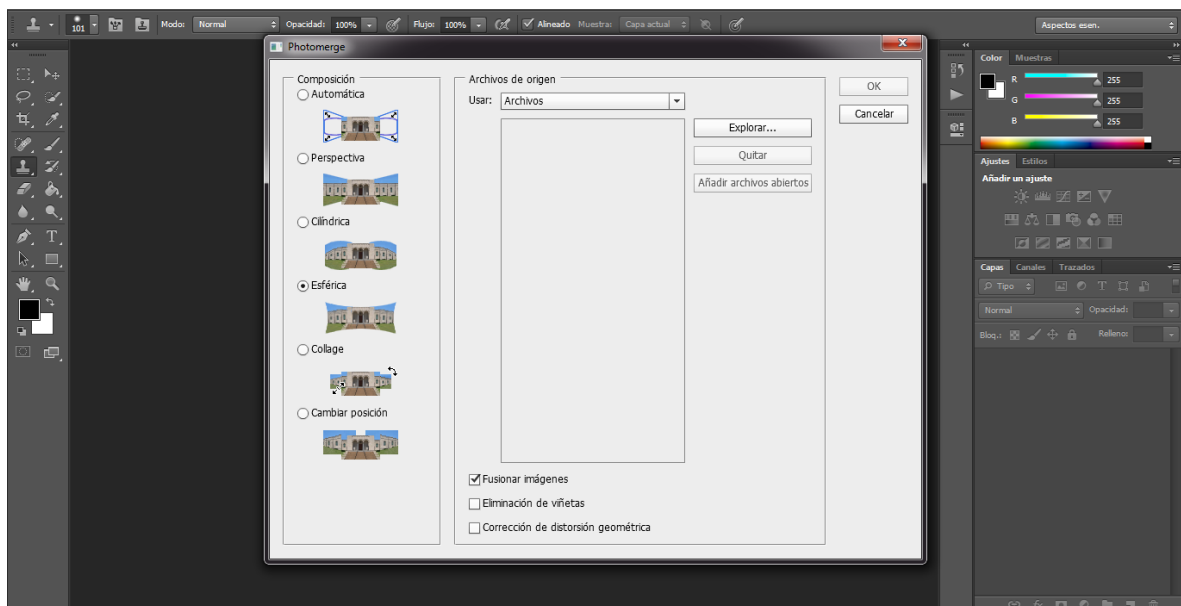 101 Modo: Normal Opacidad: 100% Flujo: 100% Alineado Muestra: Capa actual Aspectos esen.
Photomerge
Composición
Automática
Perspectiva
Cilíndrica
Esférica
Collage
Cambiar posición
Archivos de origen
Usar: Archivos
Explorar...
Quitar
Añadir archivos abiertos
Fusionar imágenes
Eliminación de viñetas
Corrección de distorsión geométrica
OK
Cancelar
Color Muestras
R 255
G 255
B 255
Ajustes Estilos
Añadir un ajuste
Capas Canales Trazados
Tipo
Normal Opacidad:
Bloq.: Relleno: